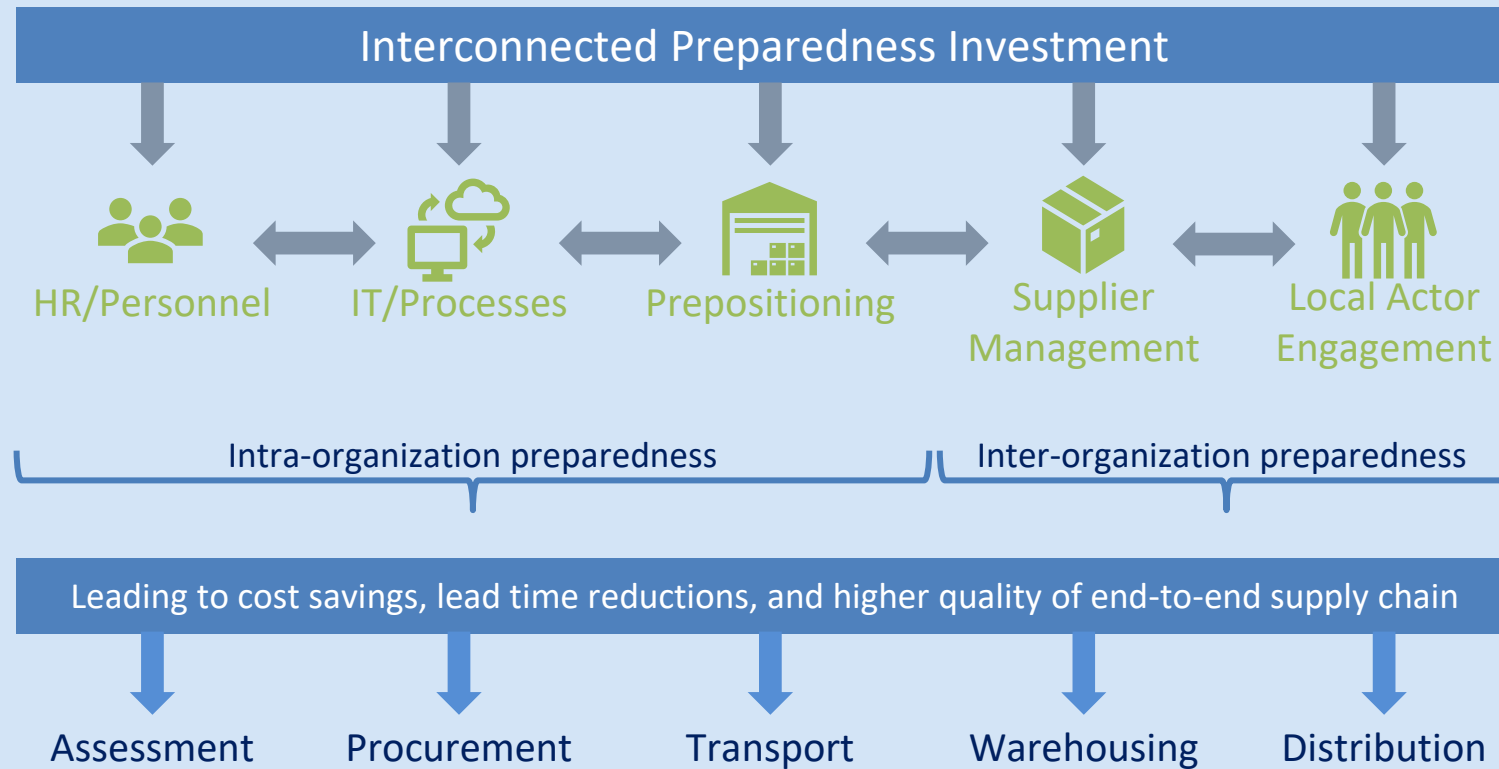 Interconnected Preparedness Investment
HR/Personnel
IT/Processes
Prepositioning
Supplier
Management
Local Actor
Engagement
Intra-organization preparedness
Inter-organization preparedness
Leading to cost savings, lead time reductions, and higher quality of end-to-end supply chain
Assessment
Procurement
Transport
Warehousing
Distribution